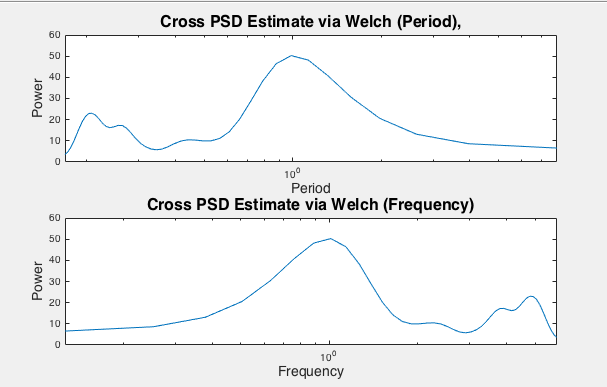 Cross PSD Estimate via Welch (Period),
60
50
40
30
20
10
0
Power
10^0
Period
Cross PSD Estimate via Welch (Frequency)
60
50
40
30
20
10
0
Power
10^0
Frequency